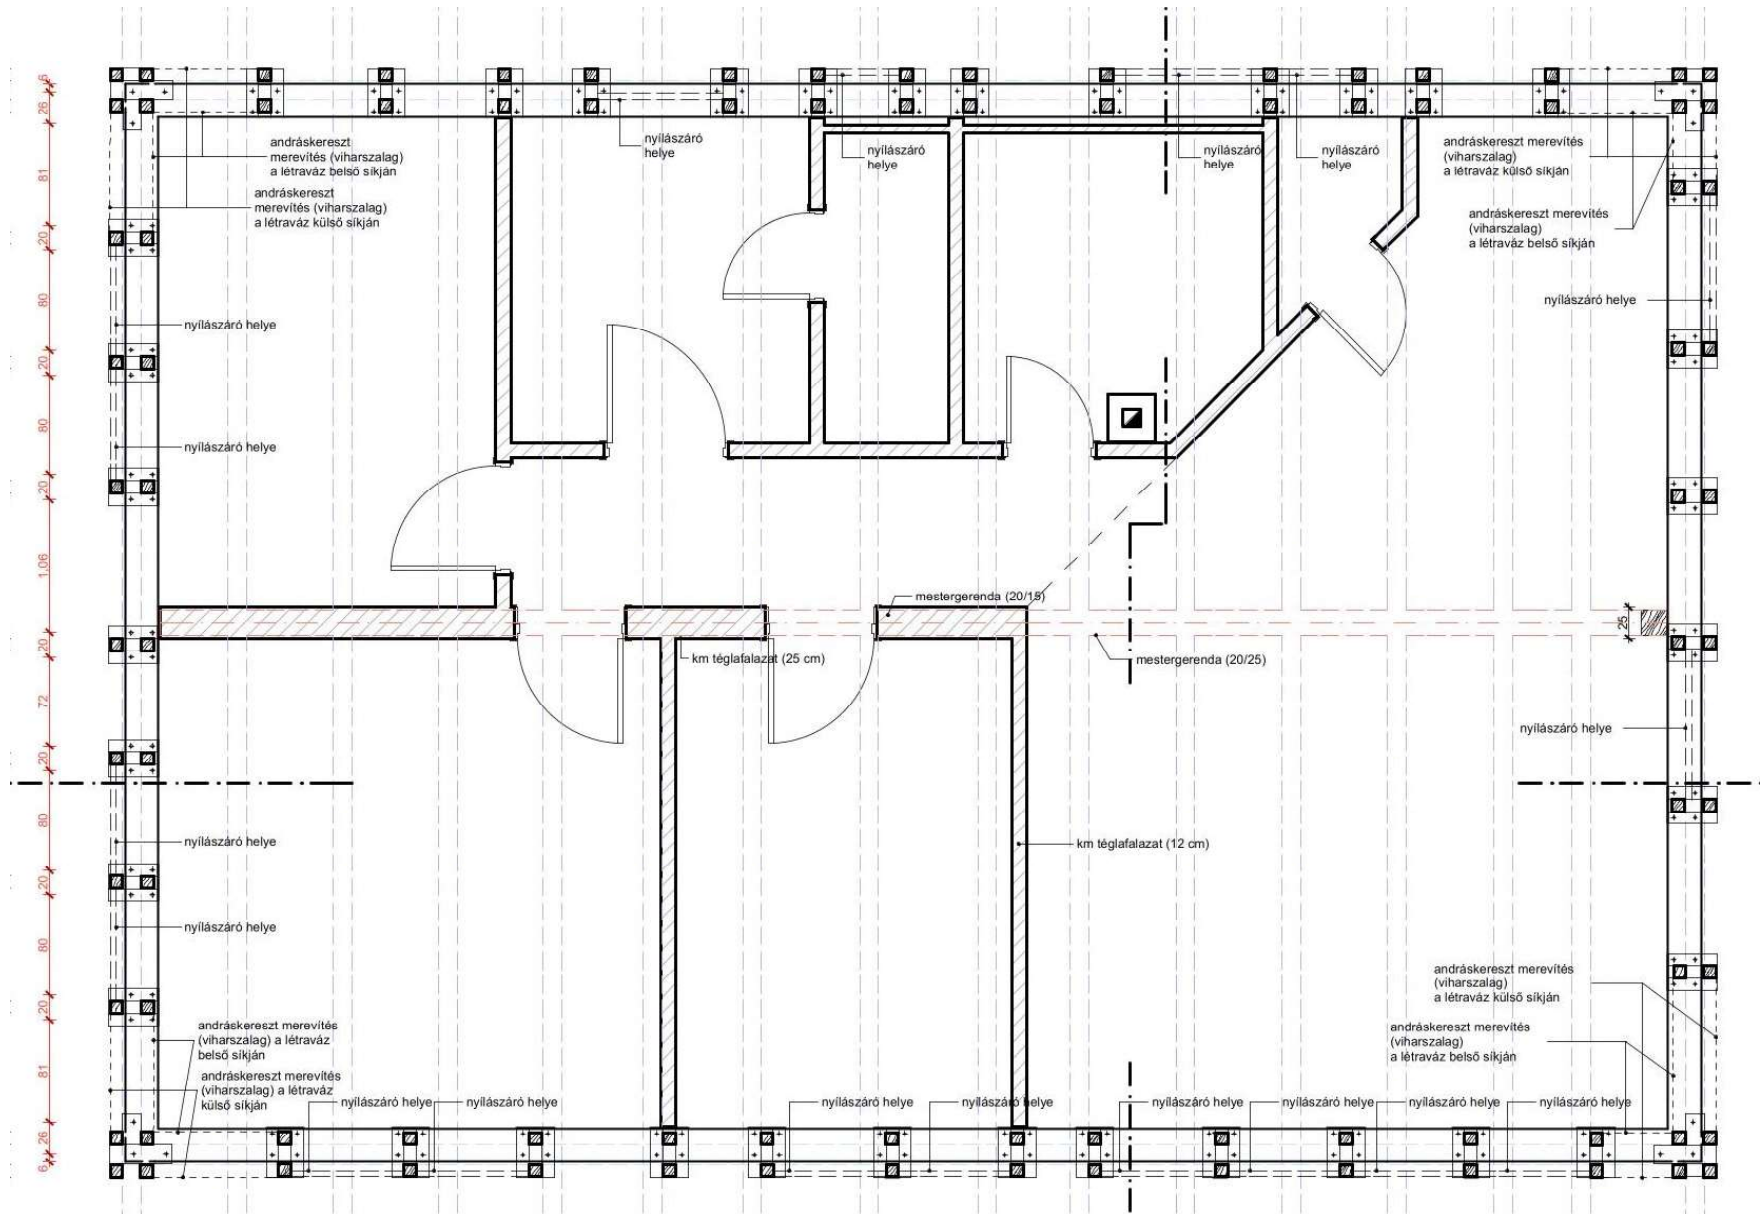 andráskereszt
merevítés (viharszalag)
a létraváz belső síkján
andráskereszt
merevítés (viharszalag)
a létraváz külső síkján
nyílászáró
helye
nyílászáró
helye
nyílászáró
helye
nyílászáró
helye
andráskereszt merevítés
(viharszalag)
a létraváz külső síkján
andráskereszt merevítés
(viharszalag)
a létraváz belső síkján
nyílászáró helye
nyílászáró helye
nyílászáró helye
mestergerenda (20/15)
25
km téglafalazat (25 cm)
mestergerenda (20/25)
nyílászáró helye
nyílászáró helye
km téglafalazat (12 cm)
nyílászáró helye
andráskereszt merevítés
(viharszalag)
a létraváz külső síkján
andráskereszt merevítés
(viharszalag) a létraváz
belső síkján
andráskereszt merevítés
(viharszalag)
a létraváz belső síkján
andráskereszt merevítés
(viharszalag) a létraváz
külső síkján
nyílászáró helye
nyílászáró helye
nyílászáró helye
nyílászáró helye
nyílászáró helye
nyílászáró helye
nyílászáró helye
nyílászáró helye
6
26
81
20
80
20
80
20
1,06
20
72
20
80
20
80
20
81
26
6